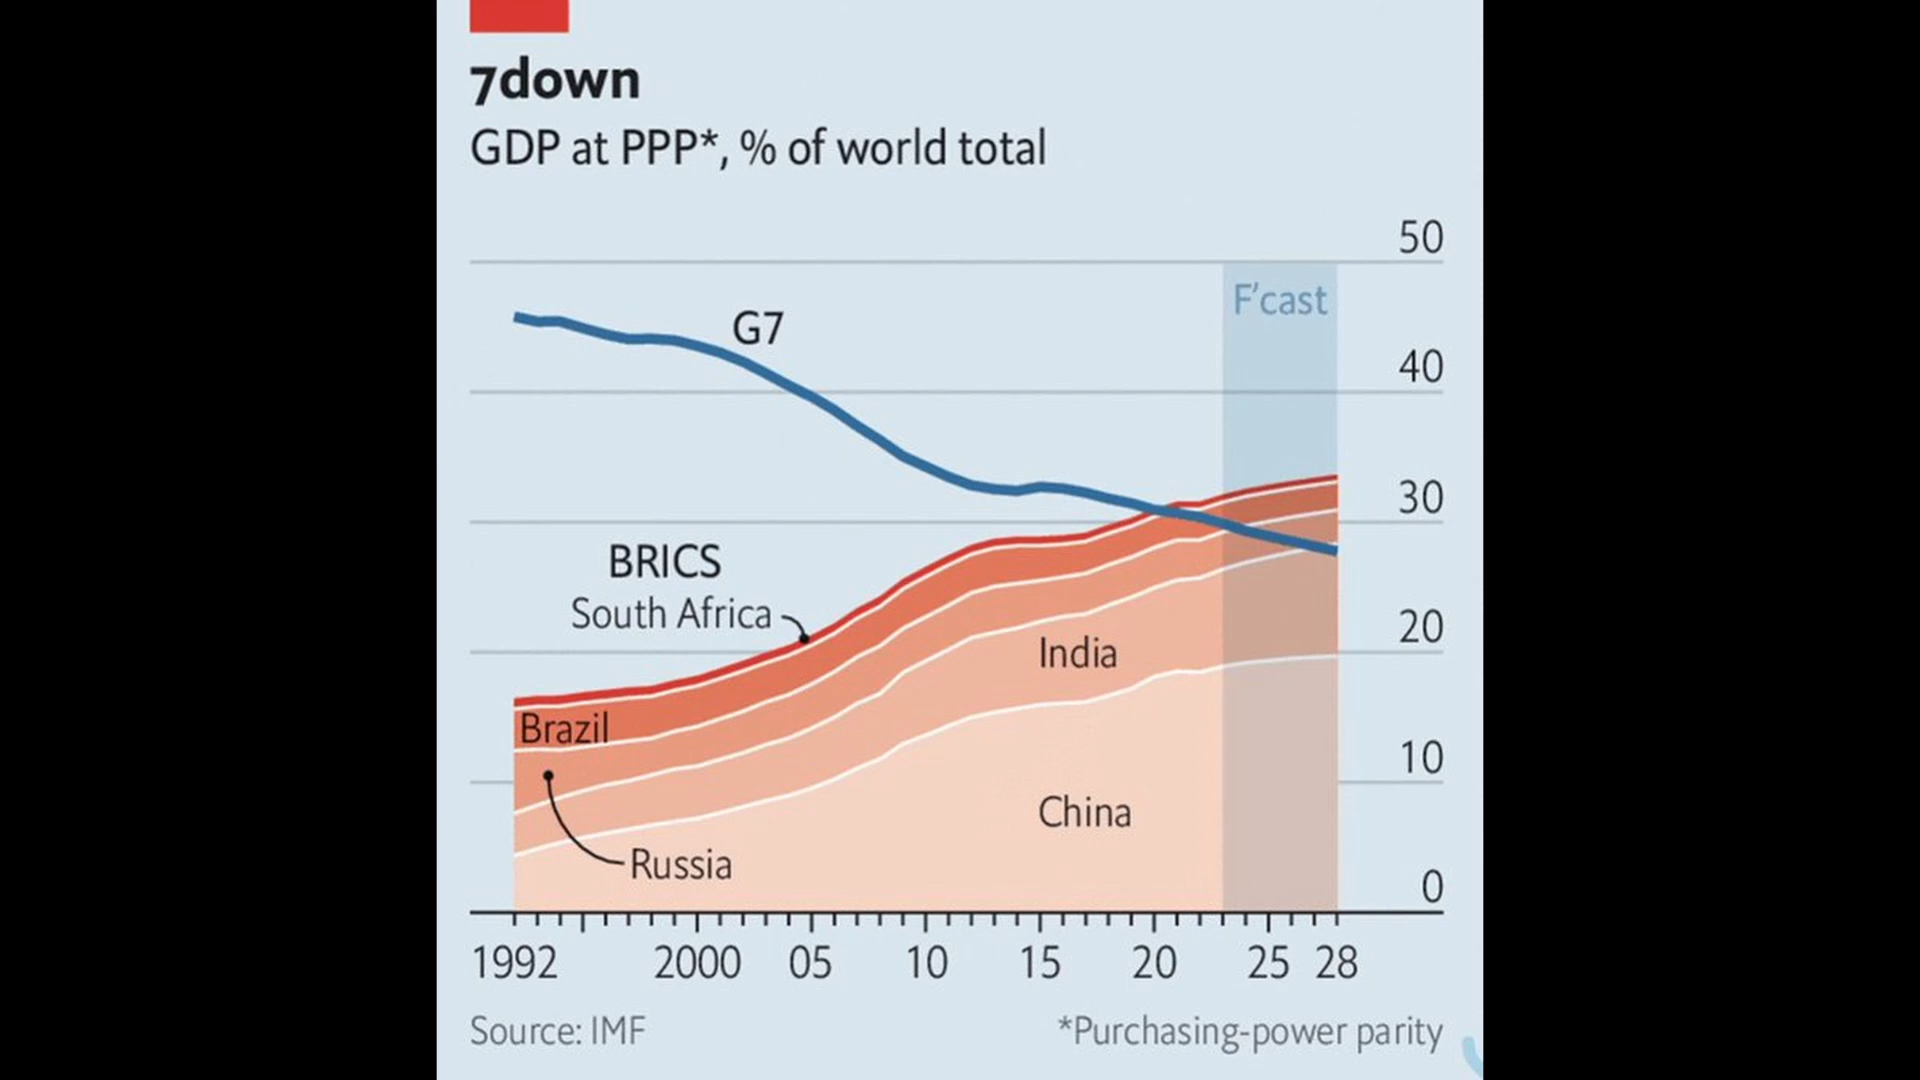 7down
GDP at PPP*, % of world total
50
F'cast
G7
40
30
BRICS
South Africa
20
India
Brazil
10
China
Russia
0
1992 2000 05 10 15 20 25 28
Source: IMF *Purchasing-power parity